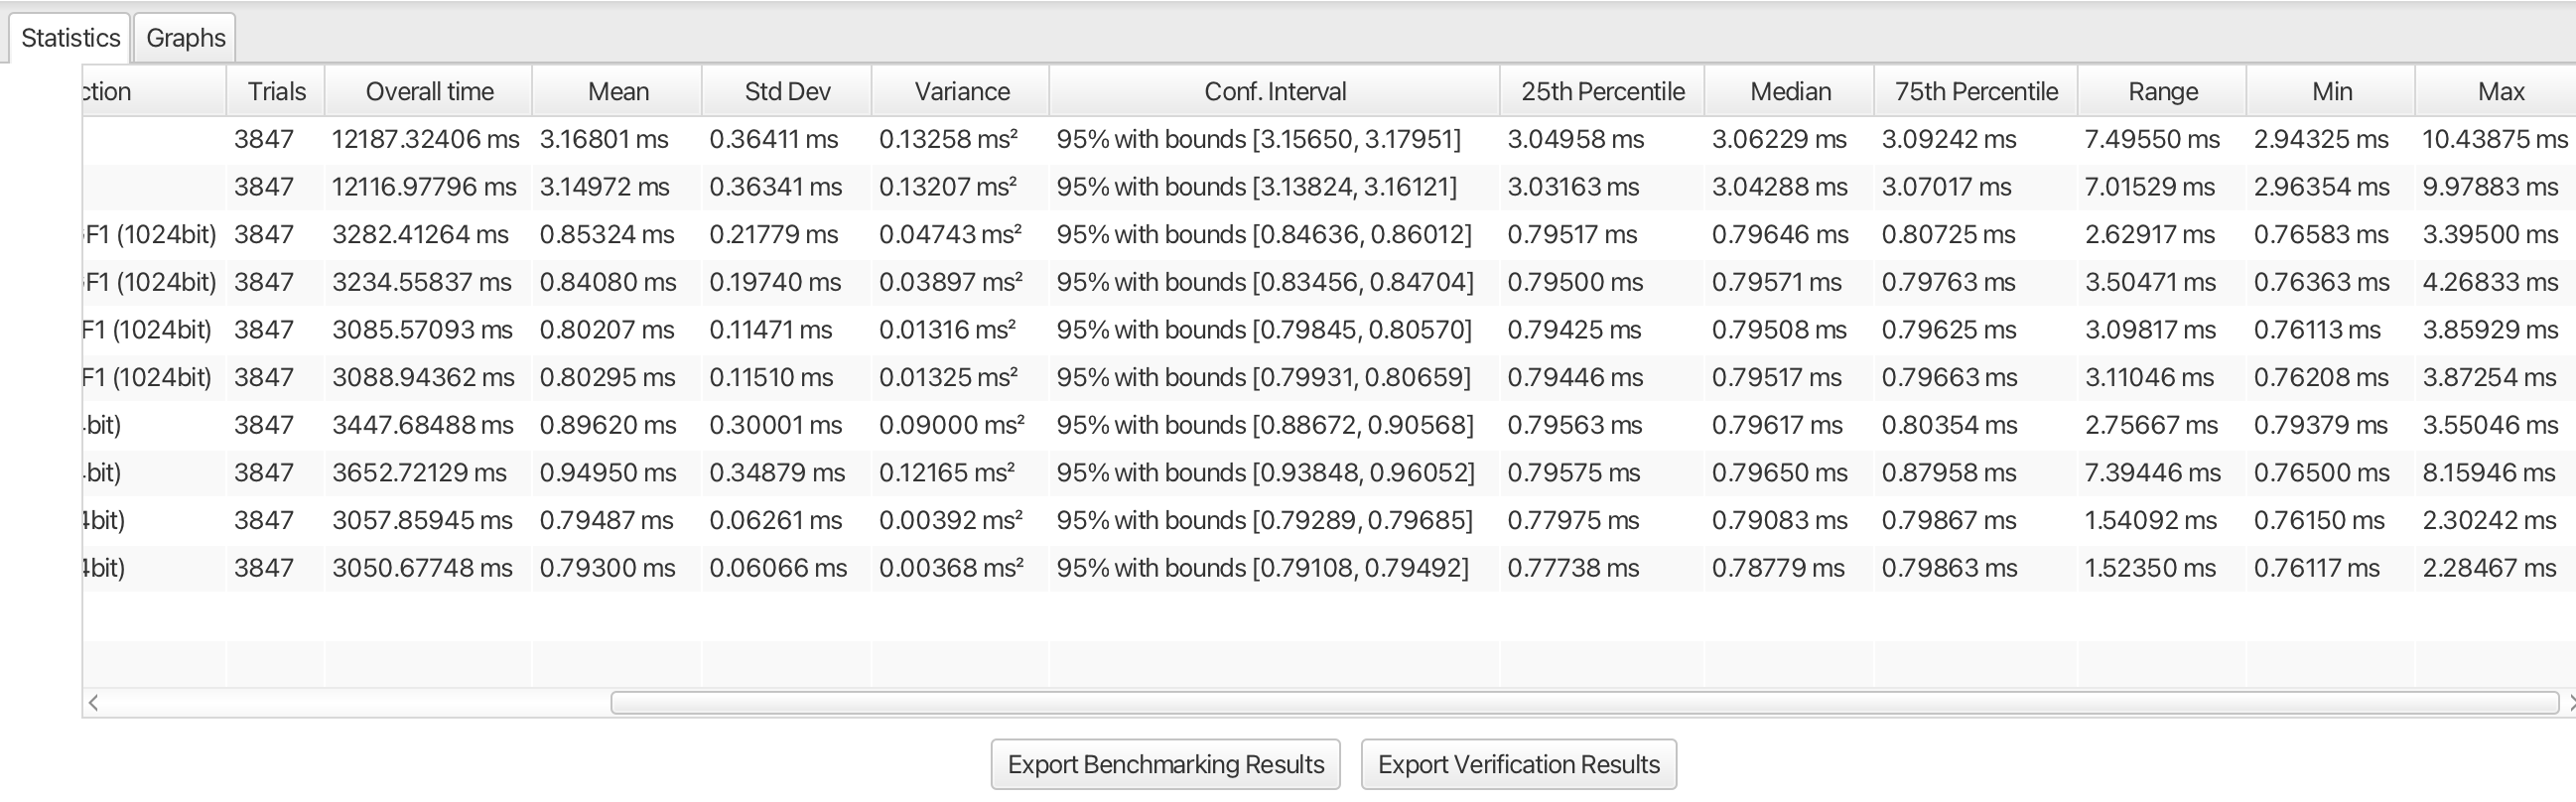 Statistics Graphs
ction Trials Overall time Mean Std Dev Variance Conf. Interval 25th Percentile Median 75th Percentile Range Min Max
3847 12187.32406 ms 3.16801 ms 0.36411 ms 0.13258 ms² 95% with bounds [3.15650, 3.17951] 3.04958 ms 3.06229 ms 3.09242 ms 7.49550 ms 2.94325 ms 10.43875 ms
3847 12116.97796 ms 3.14972 ms 0.36341 ms 0.13207 ms² 95% with bounds [3.13824, 3.16121] 3.03163 ms 3.04288 ms 3.07017 ms 7.01529 ms 2.96354 ms 9.97883 ms
F1 (1024bit) 3847 3282.41264 ms 0.85324 ms 0.21779 ms 0.04743 ms² 95% with bounds [0.84636, 0.86012] 0.79517 ms 0.79646 ms 0.80725 ms 2.62917 ms 0.76583 ms 3.39500 ms
F1 (1024bit) 3847 3234.55837 ms 0.84080 ms 0.19740 ms 0.03897 ms² 95% with bounds [0.83456, 0.84704] 0.79500 ms 0.79571 ms 0.79763 ms 3.50471 ms 0.76363 ms 4.26833 ms
F1 (1024bit) 3847 3085.57093 ms 0.80207 ms 0.11471 ms 0.01316 ms² 95% with bounds [0.79845, 0.80570] 0.79425 ms 0.79508 ms 0.79625 ms 3.09817 ms 0.76113 ms 3.85929 ms
F1 (1024bit) 3847 3088.94362 ms 0.80295 ms 0.11510 ms 0.01325 ms² 95% with bounds [0.79931, 0.80659] 0.79446 ms 0.79517 ms 0.79663 ms 3.11046 ms 0.76208 ms 3.87254 ms
bit) 3847 3447.68488 ms 0.89620 ms 0.30001 ms 0.09000 ms² 95% with bounds [0.88672, 0.90568] 0.79563 ms 0.79617 ms 0.80354 ms 2.75667 ms 0.79379 ms 3.55046 ms
bit) 3847 3652.72129 ms 0.94950 ms 0.34879 ms 0.12165 ms² 95% with bounds [0.93848, 0.96052] 0.79575 ms 0.79650 ms 0.87958 ms 7.39446 ms 0.76500 ms 8.15946 ms
4bit) 3847 3057.85945 ms 0.79487 ms 0.06261 ms 0.00392 ms² 95% with bounds [0.79289, 0.79685] 0.77975 ms 0.79083 ms 0.79867 ms 1.54092 ms 0.76150 ms 2.30242 ms
4bit) 3847 3050.67748 ms 0.79300 ms 0.06066 ms 0.00368 ms² 95% with bounds [0.79108, 0.79492] 0.77738 ms 0.78779 ms 0.79863 ms 1.52350 ms 0.76117 ms 2.28467 ms
Export Benchmarking Results Export Verification Results